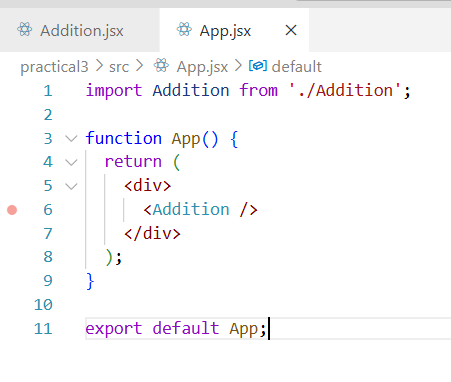 Addition.jsx App.jsx ×
practical3 > src > App.jsx > default
1 import Addition from './Addition';
2
3 function App() {
4 return (
5 <div>
6 <Addition />
7 </div>
8 );
9 }
10
11 export default App;